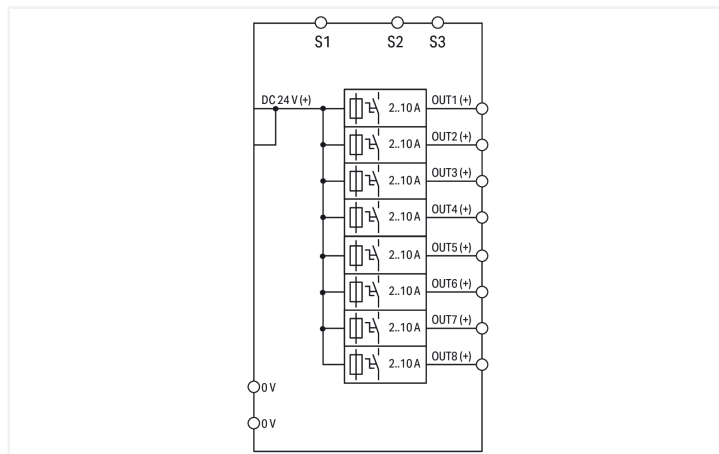 S1 S2 S3
DC 24 V (+) 2..10 A OUT1 (+)
2..10 A OUT2 (+)
2..10 A OUT3 (+)
2..10 A OUT4 (+)
2..10 A OUT5 (+)
2..10 A OUT6 (+)
2..10 A OUT7 (+)
2..10 A OUT8 (+)
0 V
0 V